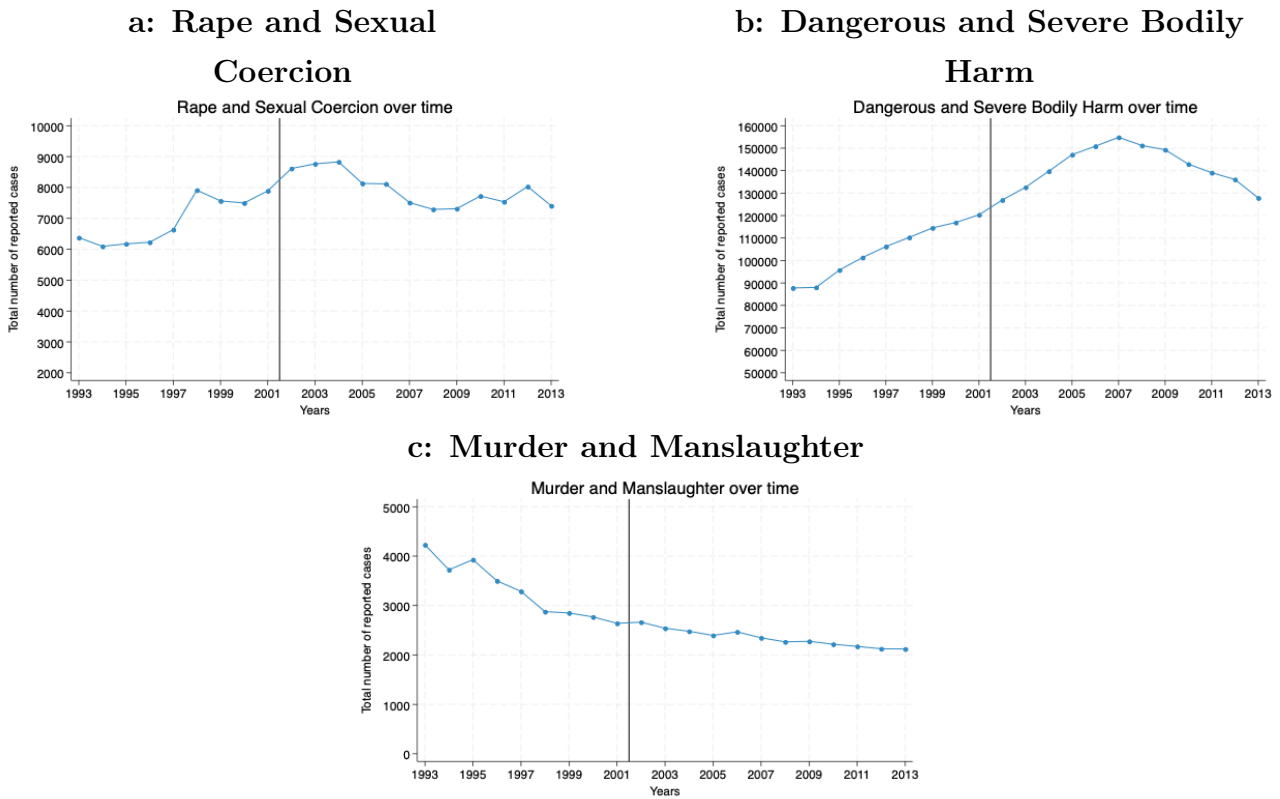 a: Rape and Sexual
Coercion
Rape and Sexual Coercion over time
Total number of reported cases
10000
9000
8000
7000
6000
5000
4000
3000
2000
1993 1995 1997 1999 2001 2003 2005 2007 2009 2011 2013
Years
b: Dangerous and Severe Bodily
Harm
Dangerous and Severe Bodily Harm over time
Total number of reported cases
160000
150000
140000
130000
120000
110000
100000
90000
80000
70000
60000
50000
1993 1995 1997 1999 2001 2003 2005 2007 2009 2011 2013
Years
c: Murder and Manslaughter
Murder and Manslaughter over time
Total number of reported cases
5000
4000
3000
2000
1000
0
1993 1995 1997 1999 2001 2003 2005 2007 2009 2011 2013
Years